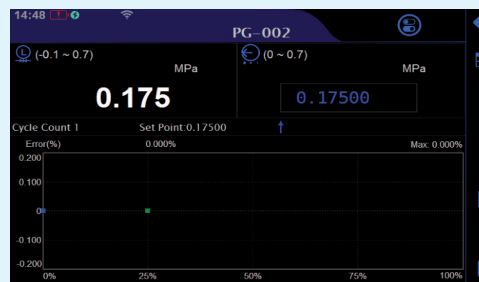 14:48
PG-002
L (-0.1 ~ 0.7)
MPa
0.175
(0 ~ 0.7)
MPa
0.17500
Cycle Count 1 Set Point:0.17500
Error(%) 0.000% Max: 0.000%
0.200
0.100
0
-0.100
-0.200
0% 25% 50% 75% 100%